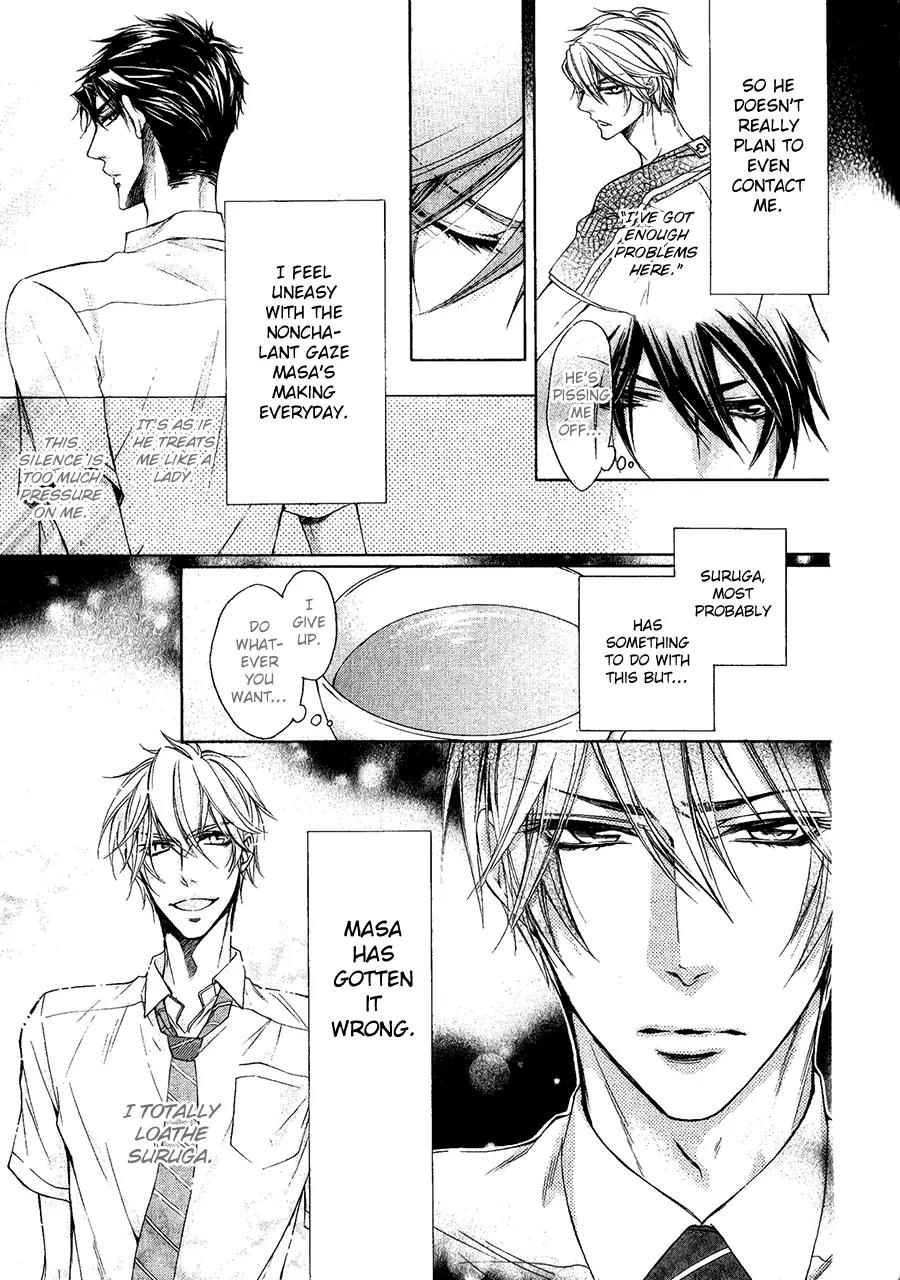 SO HE
DOESN'T
REALLY
PLAN TO
EVEN
CONTACT
ME.
"I'VE GOT
ENOUGH
PROBLEMS
HERE."
HE'S
PISSING
ME
OFF...
I FEEL
UNEASY
WITH THE
NONCHA-
LANT GAZE
MASA'S
MAKING
EVERYDAY.
IT'S AS IF
HE TREATS
ME LIKE A
LADY.
THIS
SILENCE IS
TOO MUCH
PRESSURE
ON ME.
SURUGA,
MOST
PROBABLY
HAS
SOMETHING
TO DO WITH
THIS BUT...
I
GIVE
UP.
DO
WHAT-
EVER
YOU
WANT...
MASA
HAS
GOTTEN
IT
WRONG.
I TOTALLY
LOATHE
SURUGA.